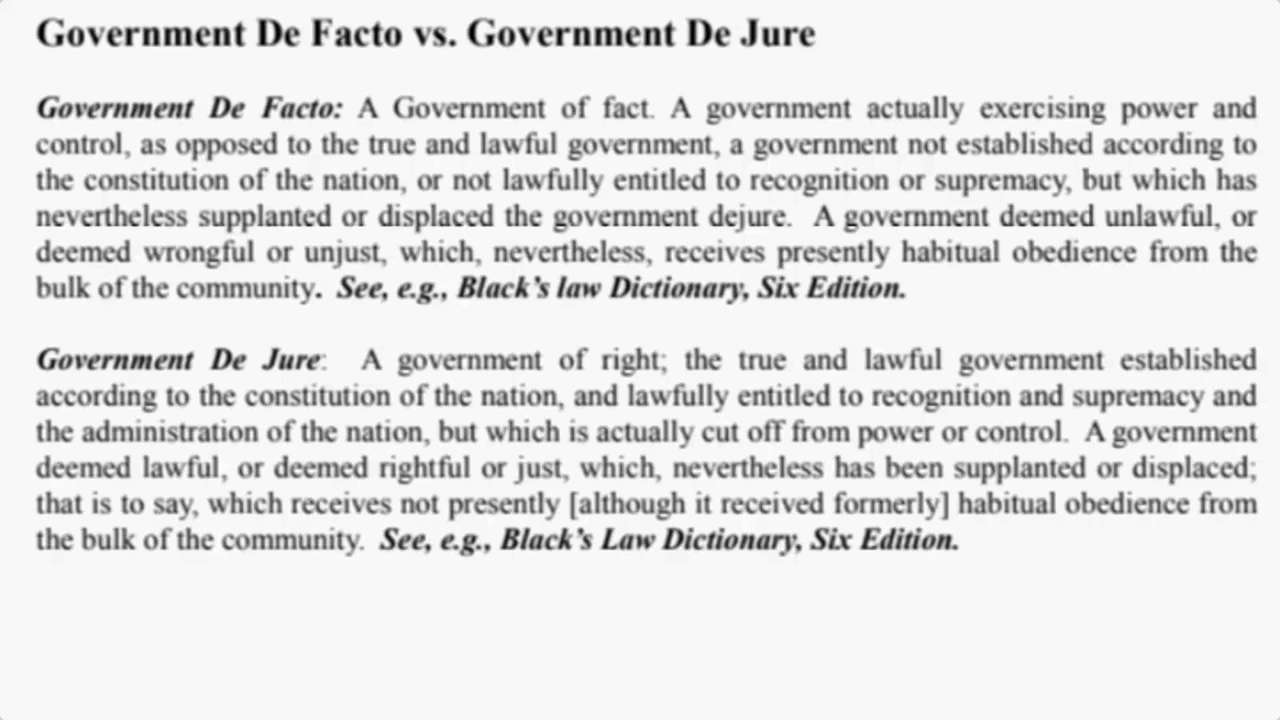 Government De Facto vs. Government De Jure
Government De Facto: A Government of fact. A government actually exercising power and
control, as opposed to the true and lawful government, a government not established according to
the constitution of the nation, or not lawfully entitled to recognition or supremacy, but which has
nevertheless supplanted or displaced the government dejure. A government deemed unlawful, or
deemed wrongful or unjust, which, nevertheless, receives presently habitual obedience from the
bulk of the community. See, e.g., Black's law Dictionary, Six Edition.
Government De Jure: A government of right; the true and lawful government established
according to the constitution of the nation, and lawfully entitled to recognition and supremacy and
the administration of the nation, but which is actually cut off from power or control. A government
deemed lawful, or deemed rightful or just, which, nevertheless has been supplanted or displaced;
that is to say, which receives not presently [although it received formerly] habitual obedience from
the bulk of the community. See, e.g., Black's Law Dictionary, Six Edition.